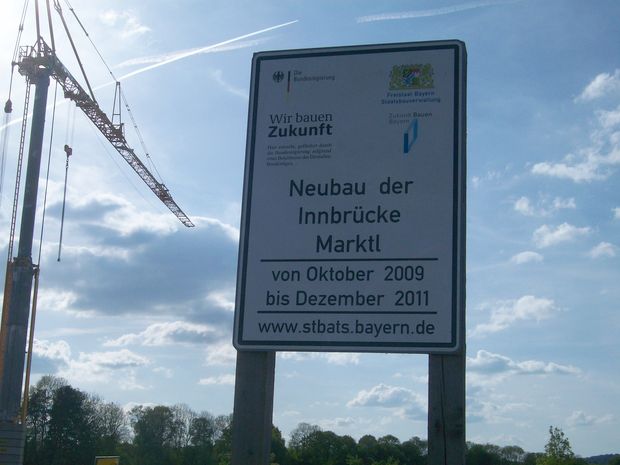 Die
Bundesregierung
Freistaat Bayern
Staatsbauverwaltung
Wir bauen
Zukunft
Zukunft Bauen
Bayern
Neubau der
Innbrücke
Marktl
von Oktober 2009
bis Dezember 2011
www.stbats.bayern.de